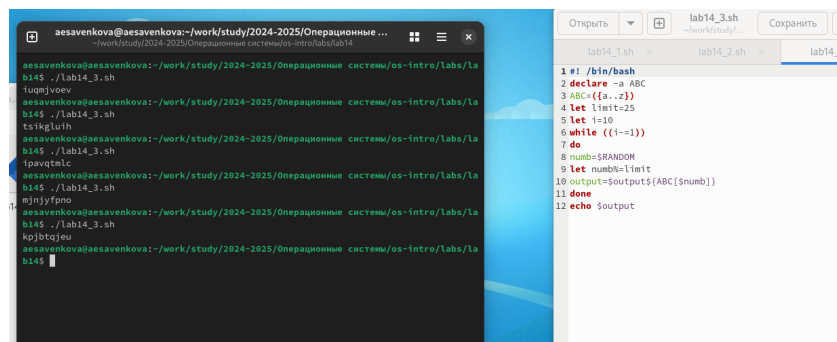 aesavenkova@aesavenkova:~/work/study/2024-2025/Операционные ...
~/work/study/2024-2025/Операционные системы/os-intro/labs/lab14
aesavenkova@aesavenkova:~/work/study/2024-2025/Операционные системы/os-intro/labs/la
b14$ ./lab14_3.sh
iuqmjvoev
aesavenkova@aesavenkova:~/work/study/2024-2025/Операционные системы/os-intro/labs/la
b14$ ./lab14_3.sh
tsikgluih
aesavenkova@aesavenkova:~/work/study/2024-2025/Операционные системы/os-intro/labs/la
b14$ ./lab14_3.sh
ipavqtmlc
aesavenkova@aesavenkova:~/work/study/2024-2025/Операционные системы/os-intro/labs/la
b14$ ./lab14_3.sh
mjnjyfpno
aesavenkova@aesavenkova:~/work/study/2024-2025/Операционные системы/os-intro/labs/la
b14$ ./lab14_3.sh
kpjbtqjeu
aesavenkova@aesavenkova:~/work/study/2024-2025/Операционные системы/os-intro/labs/la
b14$
Открыть lab14_3.sh Сохранить
~/work/study/...
lab14_1.sh × lab14_2.sh × lab14_
1 #! /bin/bash
2 declare -a ABC
3 ABC=({a..z})
4 let limit=25
5 let i=10
6 while ((i-=1))
7 do
8 numb=$RANDOM
9 let numb%=limit
10 output=$output${ABC[$numb]}
11 done
12 echo $output